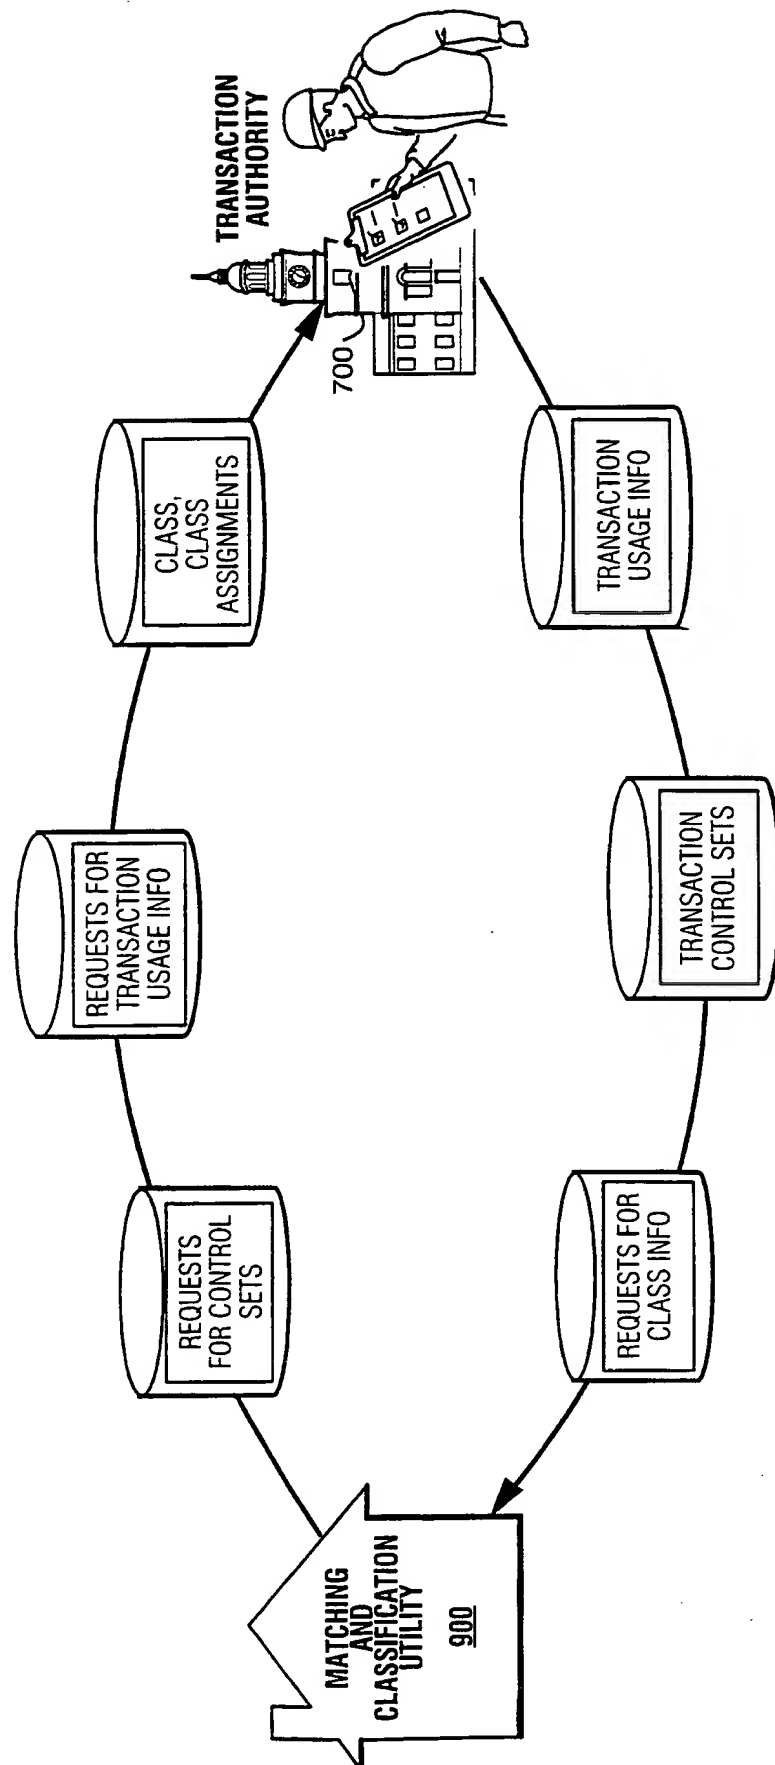 TRANSACTION
AUTHORITY
700
CLASS,
CLASS
ASSIGNMENTS
REQUESTS FOR
TRANSACTION
USAGE INFO
REQUESTS
FOR CONTROL
SETS
MATCHING
AND
CLASSIFICATION
UTILITY
900
REQUESTS FOR
CLASS INFO
TRANSACTION
CONTROL SETS
TRANSACTION
USAGE INFO